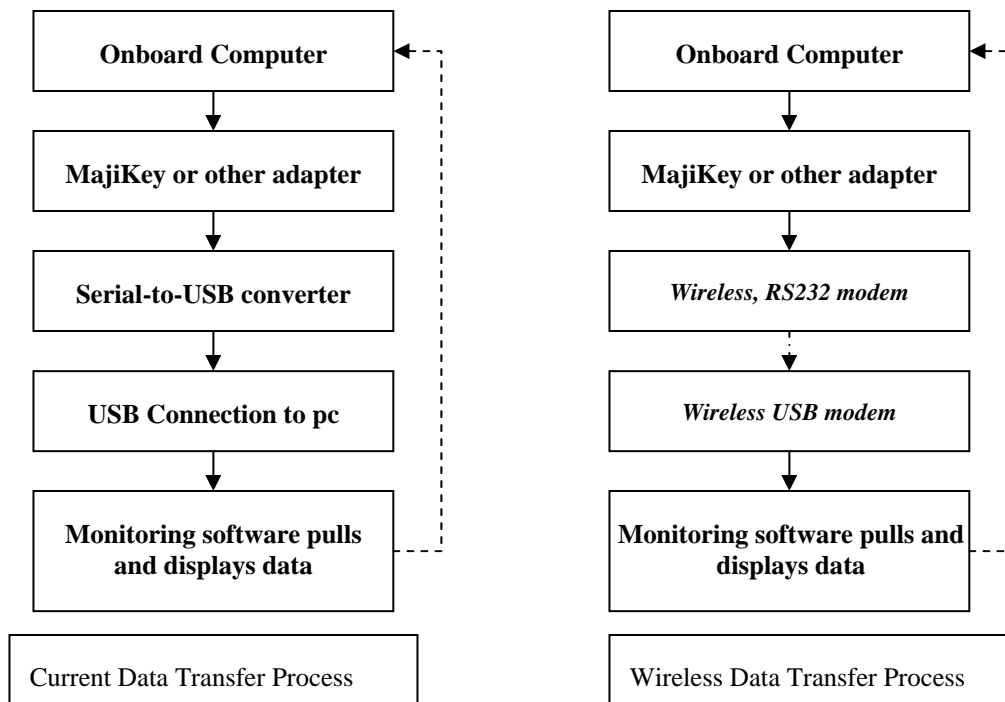 Onboard Computer
MajiKey or other adapter
Serial-to-USB converter
USB Connection to pc
Monitoring software pulls
and displays data
Current Data Transfer Process
Onboard Computer
MajiKey or other adapter
Wireless, RS232 modem
Wireless USB modem
Monitoring software pulls and
displays data
Wireless Data Transfer Process